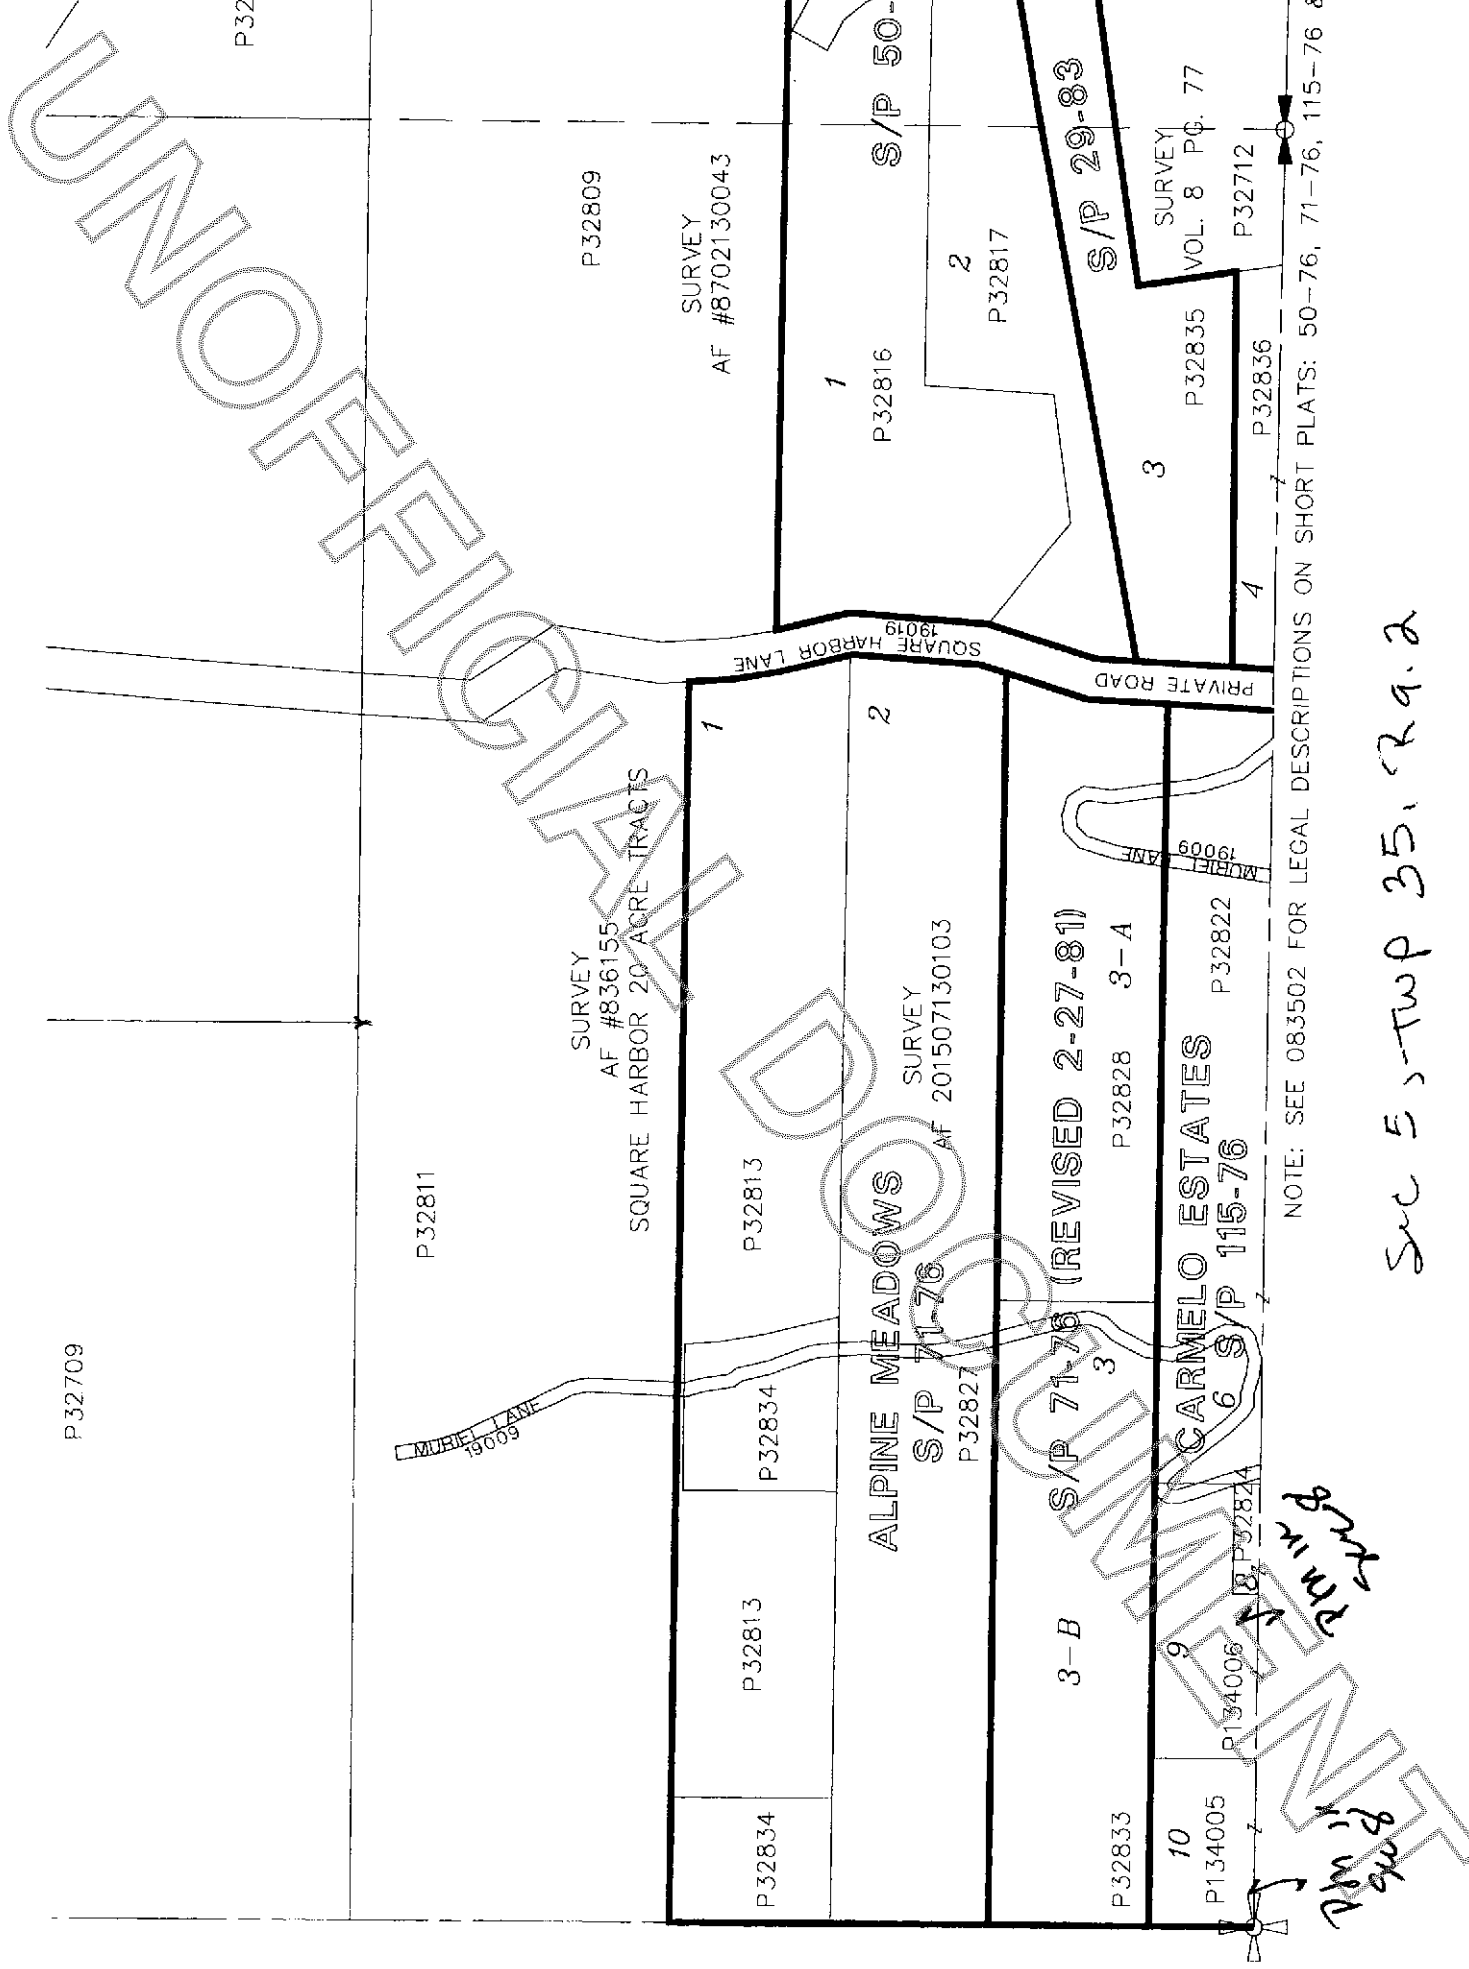 UNOFFICIAL DOCUMENT
P32709
P32811
SURVEY
AF #836155
SQUARE HARBOR 20 ACRE TRACTS
P32809
SURVEY
AF #8702130043
MURIEL LANE
19009
SQUARE HARBOR LANE
19019
PRIVATE ROAD
P32834
P32813
P32834
P32813
1
2
ALPINE MEADOWS
S/P 71-76
P32827
SURVEY
AF 201507130103
3-B
P32833
S/P 71-76 (REVISED 2-27-81)
3
P32828
3-A
MURIEL LANE
19009
10
P134005
9
P134006
8
P32824
CARMELO ESTATES
6 S/P 115-76
P32822
1
P32816
S/P 50-
2
P32817
S/P 29-83
3
P32835
4
P32836
SURVEY
VOL. 8 PG. 77
P32712
P32
NOTE: SEE 083502 FOR LEGAL DESCRIPTIONS ON SHORT PLATS: 50-76, 71-76, 115-76 &
Sec 5, Twp 35, Rg. 2